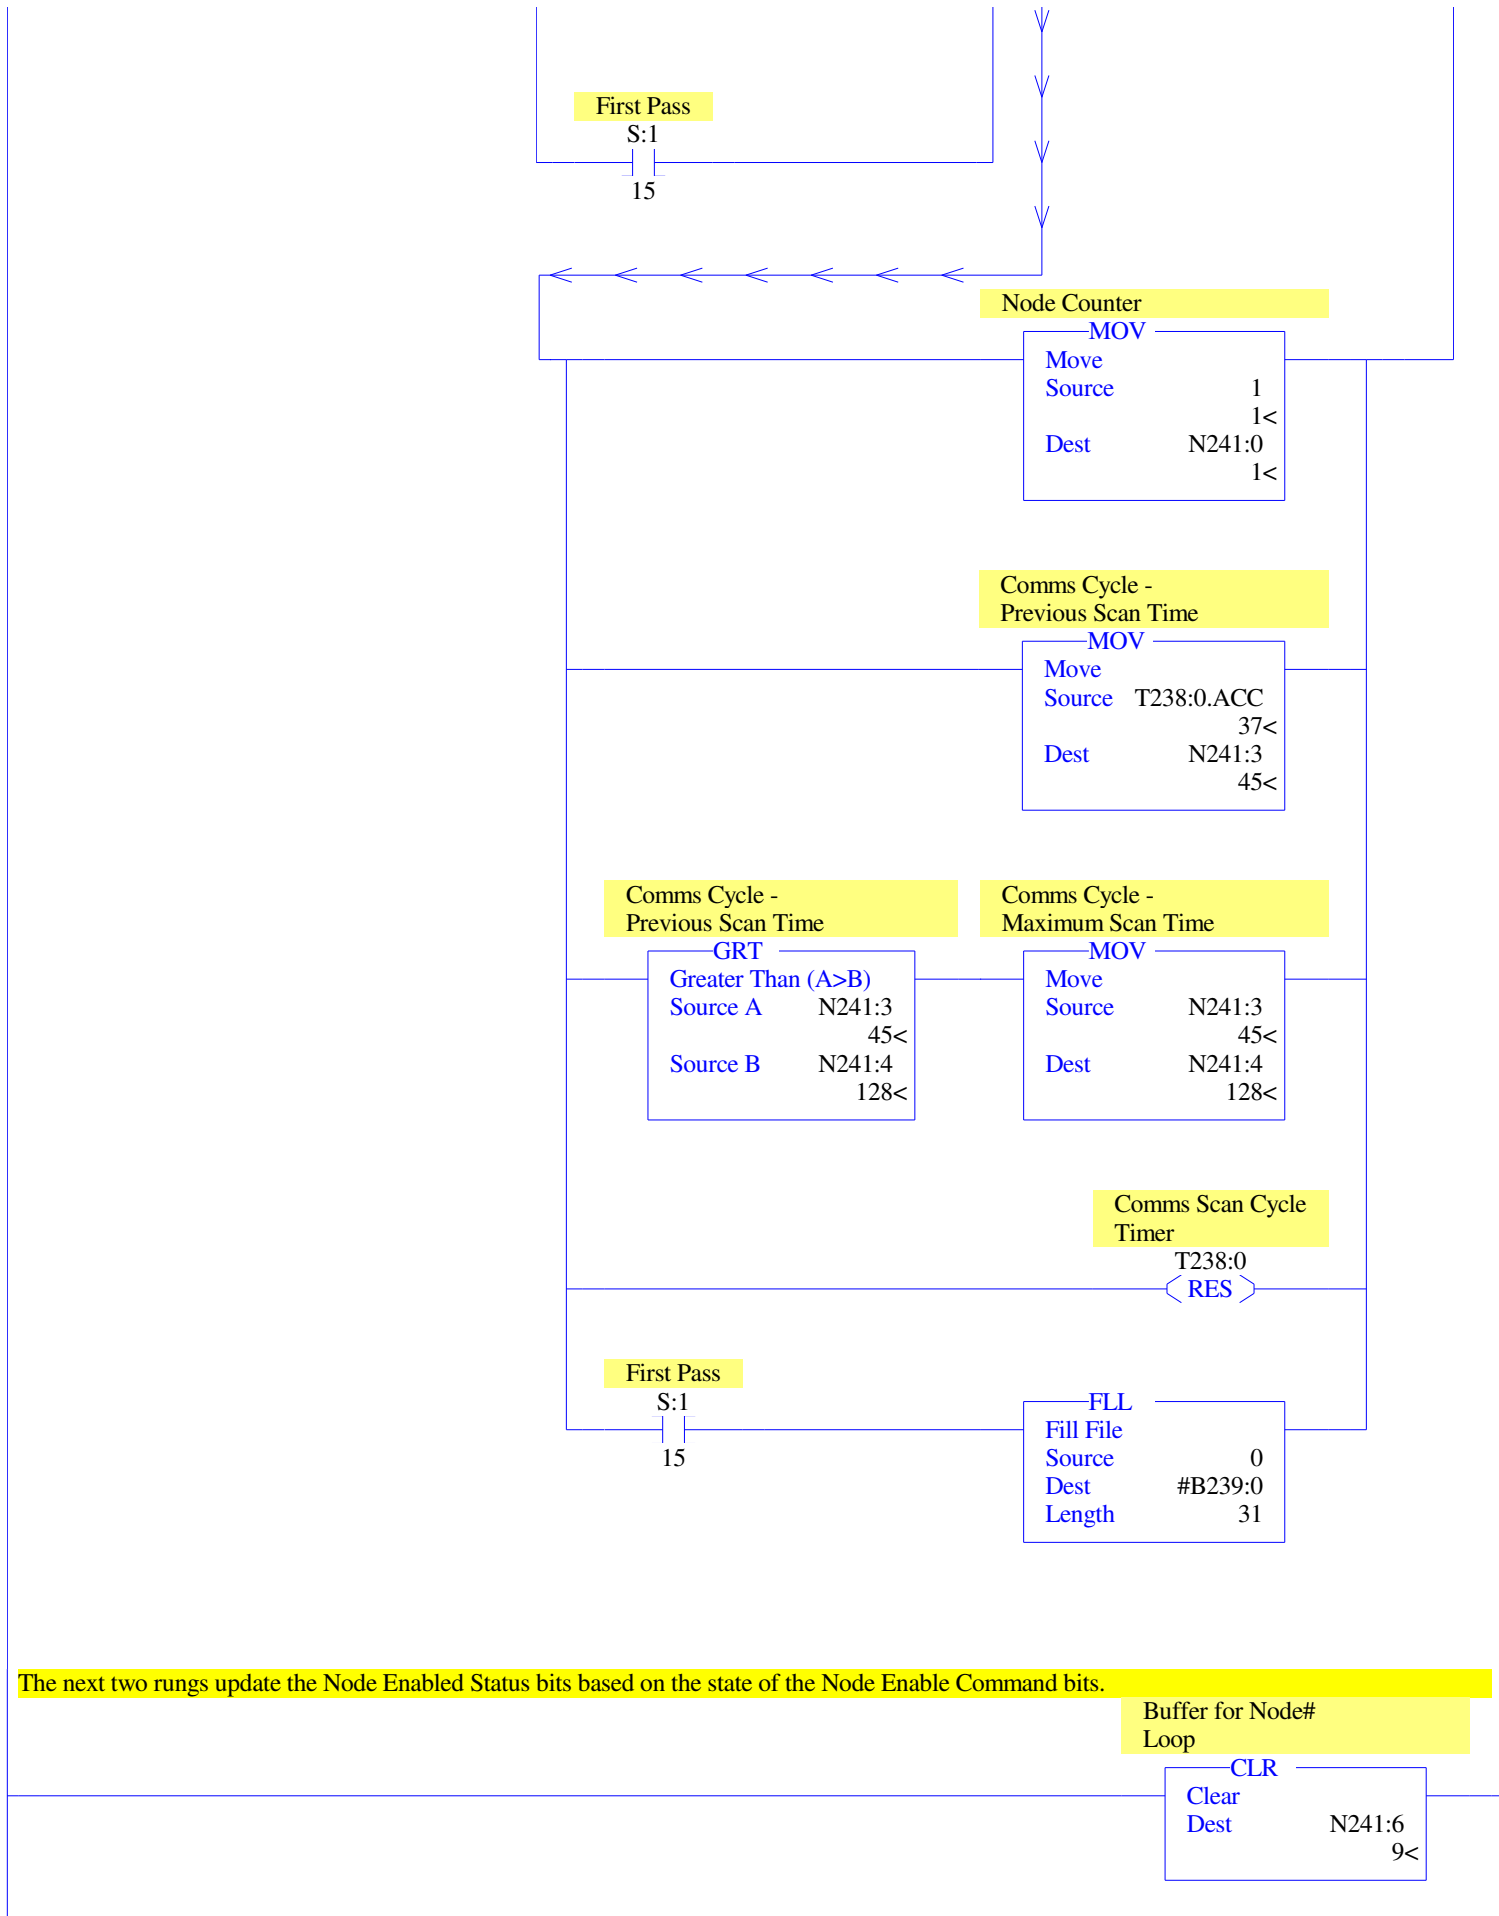 First Pass
S:1
15
Node Counter
MOV
Move
Source 1
1<
Dest N241:0
1<
Comms Cycle -
Previous Scan Time
MOV
Move
Source T238:0.ACC
37<
Dest N241:3
45<
Comms Cycle -
Previous Scan Time
GRT
Greater Than (A>B)
Source A N241:3
45<
Source B N241:4
128<
Comms Cycle -
Maximum Scan Time
MOV
Move
Source N241:3
45<
Dest N241:4
128<
Comms Scan Cycle
Timer
T238:0
RES
First Pass
S:1
15
FLL
Fill File
Source 0
Dest #B239:0
Length 31
The next two rungs update the Node Enabled Status bits based on the state of the Node Enable Command bits.
Buffer for Node#
Loop
CLR
Clear
Dest N241:6
9<